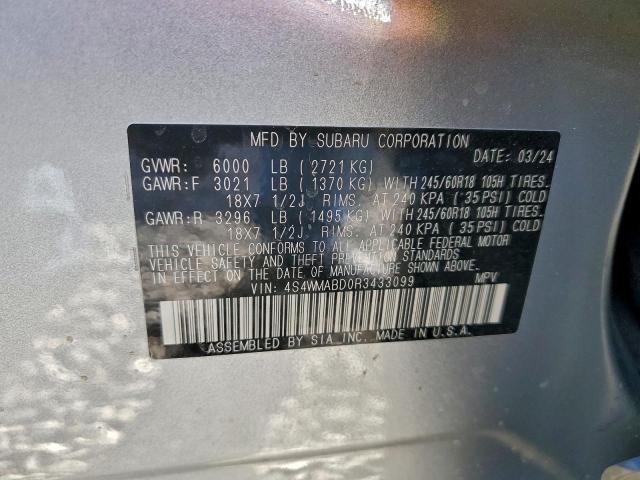 MFD BY SUBARU CORPORATION
DATE: 03/24
GVWR: 6000 LB ( 2721 KG)
GAWR:F 3021 LB ( 1370 KG) WITH 245/60R18 105H TIRES.
18X7 1/2J. RIMS. AT 240 KPA ( 35 PSI) COLD
GAWR:R 3296 LB ( 1495 KG) WITH 245/60R18 105H TIRES.
18X7 1/2J. RIMS. AT 240 KPA ( 35 PSI) COLD
THIS VEHICLE CONFORMS TO ALL APPLICABLE FEDERAL MOTOR
VEHICLE SAFETY AND THEFT PREVENTION STANDARDS
IN EFFECT ON THE DATE OF MANUFACTURE SHOWN ABOVE.
VIN: 4S4WMABD0R3433099 MPV
ASSEMBLED BY SIA INC. MADE IN U.S.A.